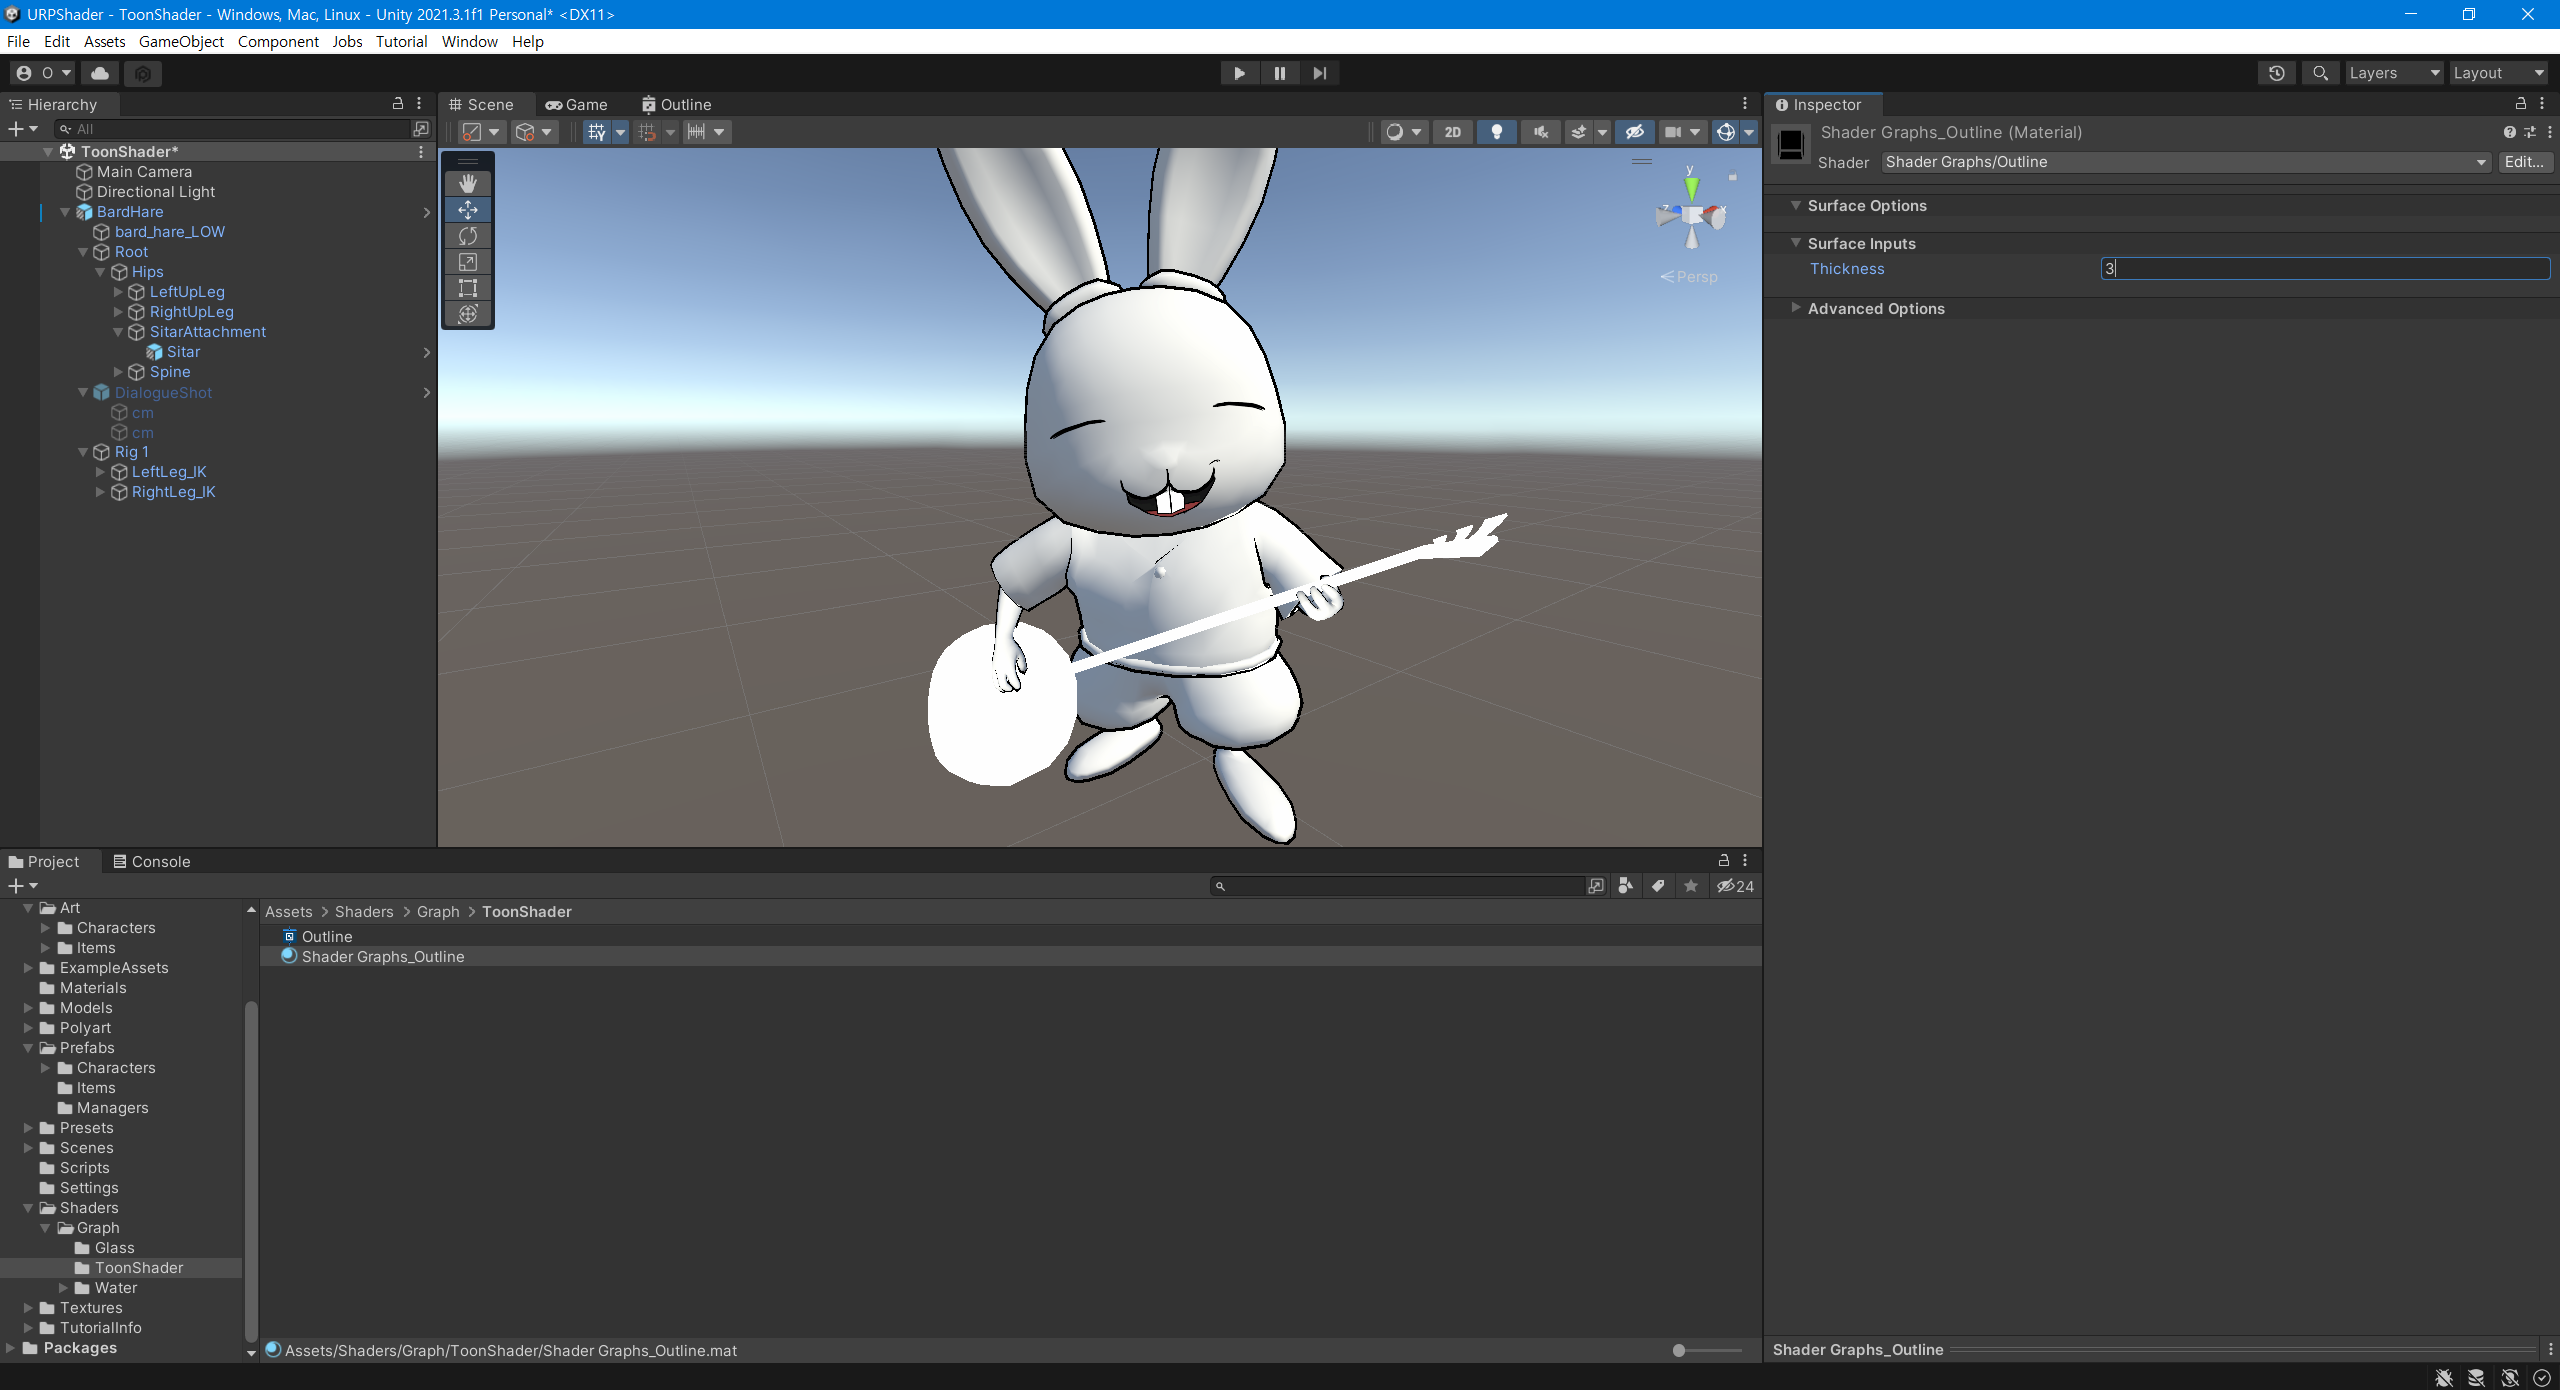 URPShader - ToonShader - Windows, Mac, Linux - Unity 2021.3.1f1 Personal* <DX11>
File Edit Assets GameObject Component Jobs Tutorial Window Help
O
Layers Layout
Hierarchy
All
ToonShader*
Main Camera
Directional Light
BardHare
bard_hare_LOW
Root
Hips
LeftUpLeg
RightUpLeg
SitarAttachment
Sitar
Spine
DialogueShot
cm
cm
Rig 1
LeftLeg_IK
RightLeg_IK
Scene Game Outline
2D
y
z x
Persp
Inspector
Shader Graphs_Outline (Material)
Shader Shader Graphs/Outline Edit...
Surface Options
Surface Inputs
Thickness 3
Advanced Options
Project Console
24
Art
Characters
Items
ExampleAssets
Materials
Models
Polyart
Prefabs
Characters
Items
Managers
Presets
Scenes
Scripts
Settings
Shaders
Graph
Glass
ToonShader
Water
Textures
TutorialInfo
Packages
Assets > Shaders > Graph > ToonShader
Outline
Shader Graphs_Outline
Assets/Shaders/Graph/ToonShader/Shader Graphs_Outline.mat
Shader Graphs_Outline